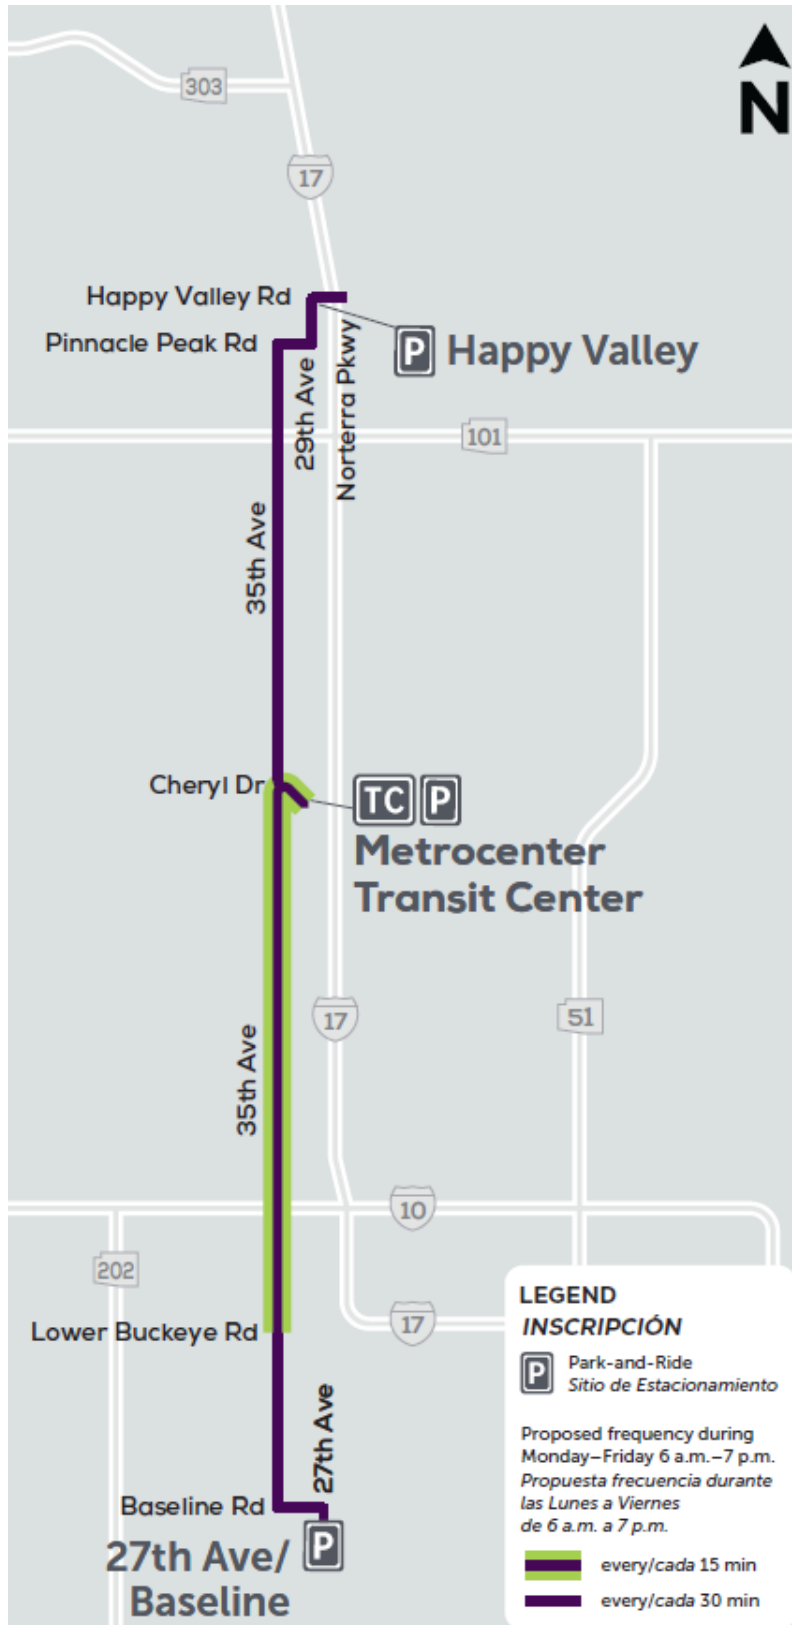 N
303
17
Happy Valley Rd
Pinnacle Peak Rd
P
Happy Valley
29th Ave
Norterra Pkwy
101
35th Ave
Cheryl Dr
TC P
Metrocenter
Transit Center
35th Ave
17
51
10
202
17
Lower Buckeye Rd
27th Ave
Baseline Rd
27th Ave/
Baseline
P
LEGEND
INSCRIPCIÓN
P
Park-and-Ride
Sitio de Estacionamiento
Proposed frequency during
Monday–Friday 6 a.m.–7 p.m.
Propuesta frecuencia durante
las Lunes a Viernes
de 6 a.m. a 7 p.m.
every/cada 15 min
every/cada 30 min